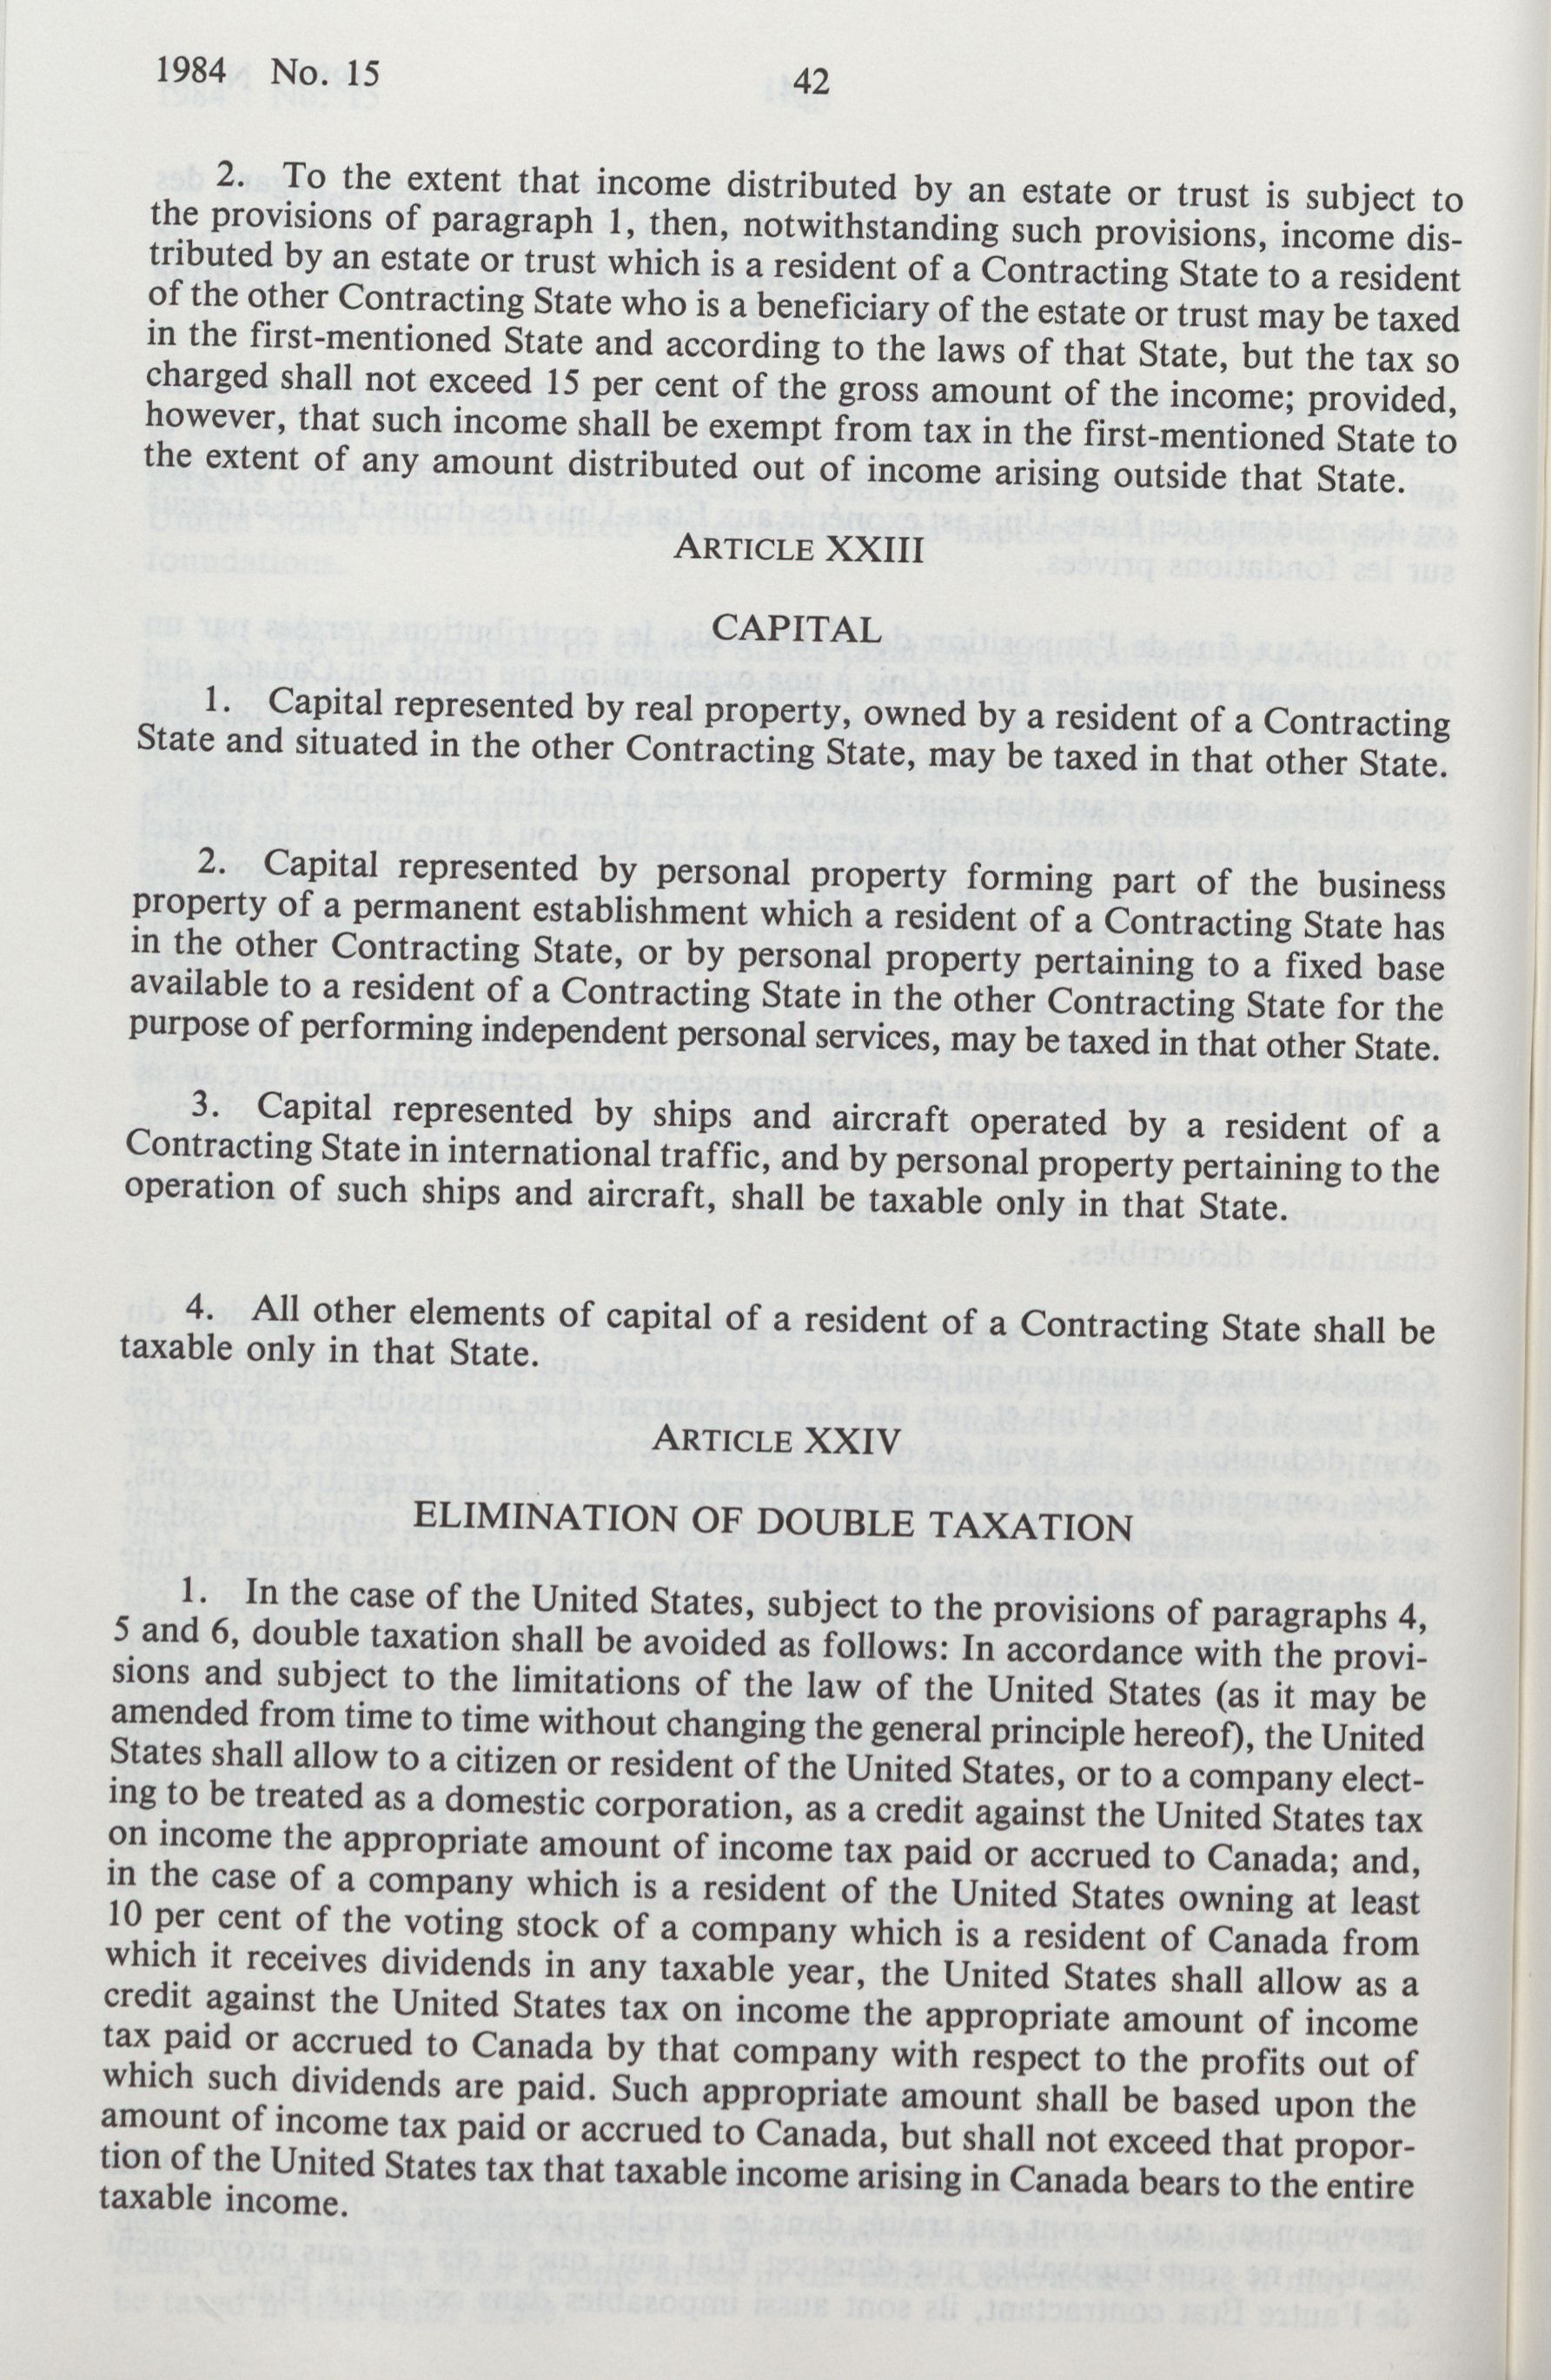 1984 No. 15
42
2. To the extent that income distributed by an estate or trust is subject to
the provisions of paragraph 1, then, notwithstanding such provisions, income dis-
tributed by an estate or trust which is a resident of a Contracting State to a resident
of the other Contracting State who is a beneficiary of the estate or trust may be taxed
in the first-mentioned State and according to the laws of that State, but the tax so
charged shall not exceed 15 per cent of the gross amount of the income; provided,
however, that such income shall be exempt from tax in the first-mentioned State to
the extent of any amount distributed out of income arising outside that State.
ARTICLE XXIII
CAPITAL
1. Capital represented by real property, owned by a resident of a Contracting
State and situated in the other Contracting State, may be taxed in that other State.
2. Capital represented by personal property forming part of the business
property of a permanent establishment which a resident of a Contracting State has
in the other Contracting State, or by personal property pertaining to a fixed base
available to a resident of a Contracting State in the other Contracting State for the
purpose of performing independent personal services, may be taxed in that other State.
3. Capital represented by ships and aircraft operated by a resident of a
Contracting State in international traffic, and by personal property pertaining to the
operation of such ships and aircraft, shall be taxable only in that State.
4. All other elements of capital of a resident of a Contracting State shall be
taxable only in that State.
ARTICLE XXIV
ELIMINATION OF DOUBLE TAXATION
1. In the case of the United States, subject to the provisions of paragraphs 4,
5 and 6, double taxation shall be avoided as follows: In accordance with the provi-
sions and subject to the limitations of the law of the United States (as it may be
amended from time to time without changing the general principle hereof), the United
States shall allow to a citizen or resident of the United States, or to a company elect-
ing to be treated as a domestic corporation, as a credit against the United States tax
on income the appropriate amount of income tax paid or accrued to Canada; and,
in the case of a company which is a resident of the United States owning at least
10 per cent of the voting stock of a company which is a resident of Canada from
which it receives dividends in any taxable year, the United States shall allow as a
credit against the United States tax on income the appropriate amount of income
tax paid or accrued to Canada by that company with respect to the profits out of
which such dividends are paid. Such appropriate amount shall be based upon the
amount of income tax paid or accrued to Canada, but shall not exceed that propor-
tion of the United States tax that taxable income arising in Canada bears to the entire
taxable income.